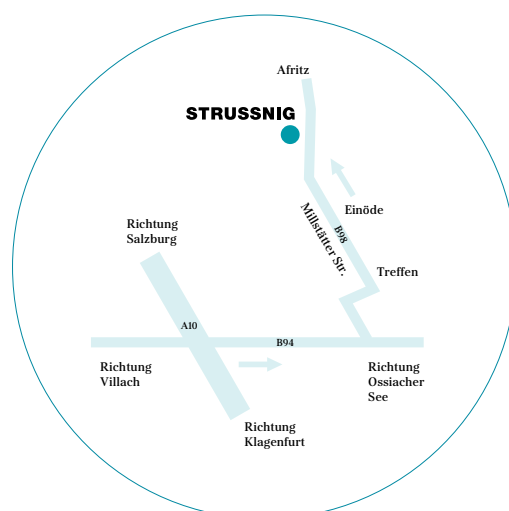 Afritz
STRUSSNIG
Einöde
Millstätter Str.
B98
Richtung
Salzburg
Treffen
A10
B94
Richtung
Villach
Richtung
Ossiacher
See
Richtung
Klagenfurt